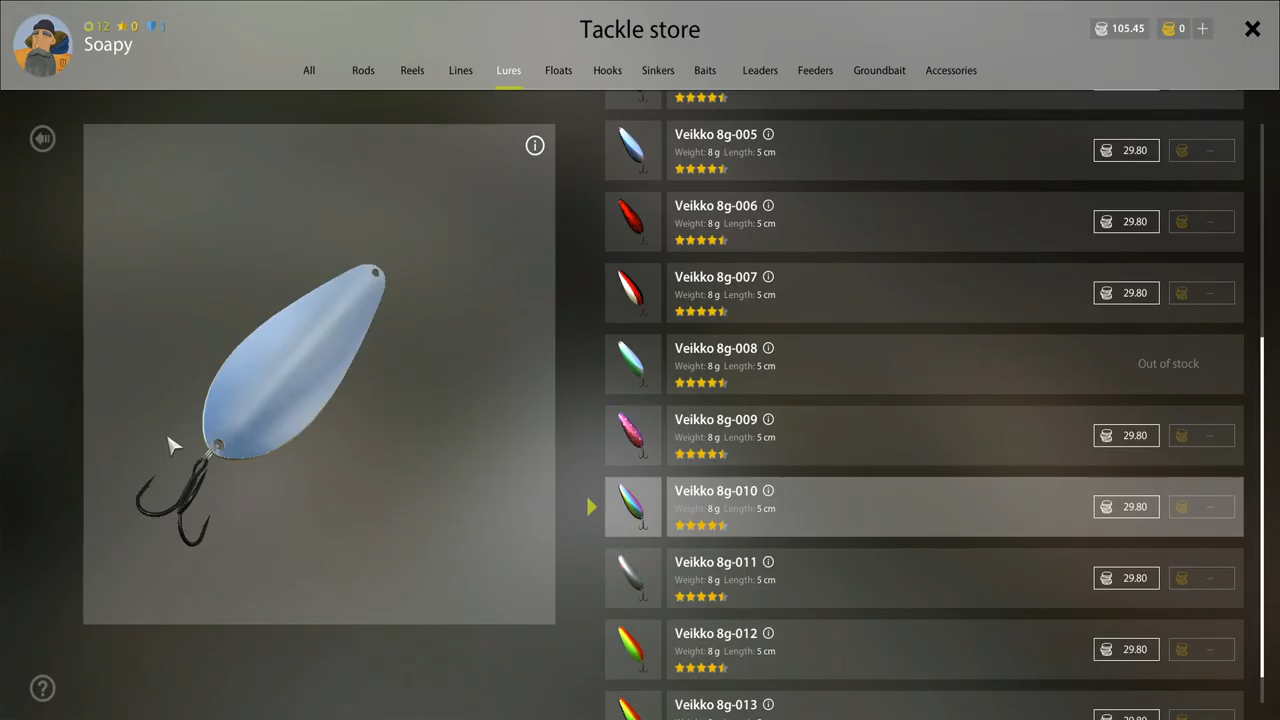 12 0 1
Soapy
Tackle store
105.45 0 +
All Rods Reels Lines Lures Floats Hooks Sinkers Baits Leaders Feeders Groundbait Accessories
Veikko 8g-005
Weight: 8 g Length: 5 cm
29.80 --
Veikko 8g-006
Weight: 8 g Length: 5 cm
29.80 --
Veikko 8g-007
Weight: 8 g Length: 5 cm
29.80 --
Veikko 8g-008
Weight: 8 g Length: 5 cm
Out of stock
Veikko 8g-009
Weight: 8 g Length: 5 cm
29.80 --
Veikko 8g-010
Weight: 8 g Length: 5 cm
29.80 --
Veikko 8g-011
Weight: 8 g Length: 5 cm
29.80 --
Veikko 8g-012
Weight: 8 g Length: 5 cm
29.80 --
Veikko 8g-013